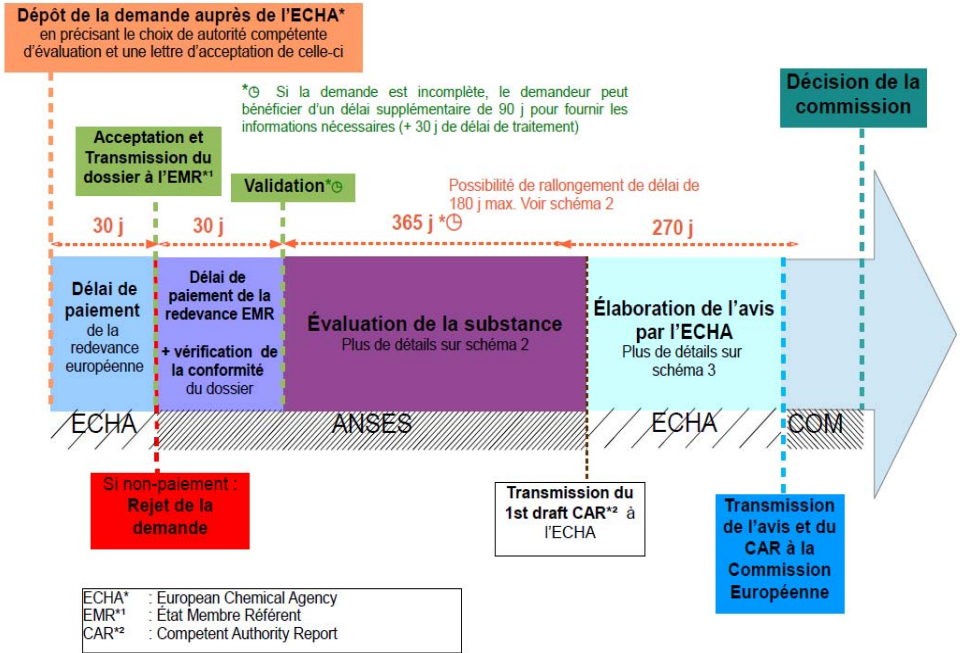 Dépôt de la demande auprès de l'ECHA*
en précisant le choix de autorité compétente
d'évaluation et une lettre d'acceptation de celle-ci
*◷ Si la demande est incomplète, le demandeur peut
bénéficier d'un délai supplémentaire de 90 j pour fournir les
informations nécessaires (+ 30 j de délai de traitement)
Décision de la
commission
Acceptation et
Transmission du
dossier à l'EMR*¹
Validation*◷
Possibilité de rallongement de délai de
180 j max. Voir schéma 2
30 j
30 j
365 j *◷
270 j
Délai de
paiement
de la
redevance
européenne
Délai de
paiement de la
redevance EMR
+ vérification de
la conformité
du dossier
Évaluation de la substance
Plus de détails sur schéma 2
Élaboration de l'avis
par l'ECHA
Plus de détails sur
schéma 3
ECHA
ANSES
ECHA
COM
Si non-paiement :
Rejet de la
demande
Transmission du
1st draft CAR*² à
l'ECHA
Transmission
de l'avis et du
CAR à la
Commission
Européenne
ECHA* : European Chemical Agency
EMR*¹ : État Membre Référent
CAR*² : Competent Authority Report